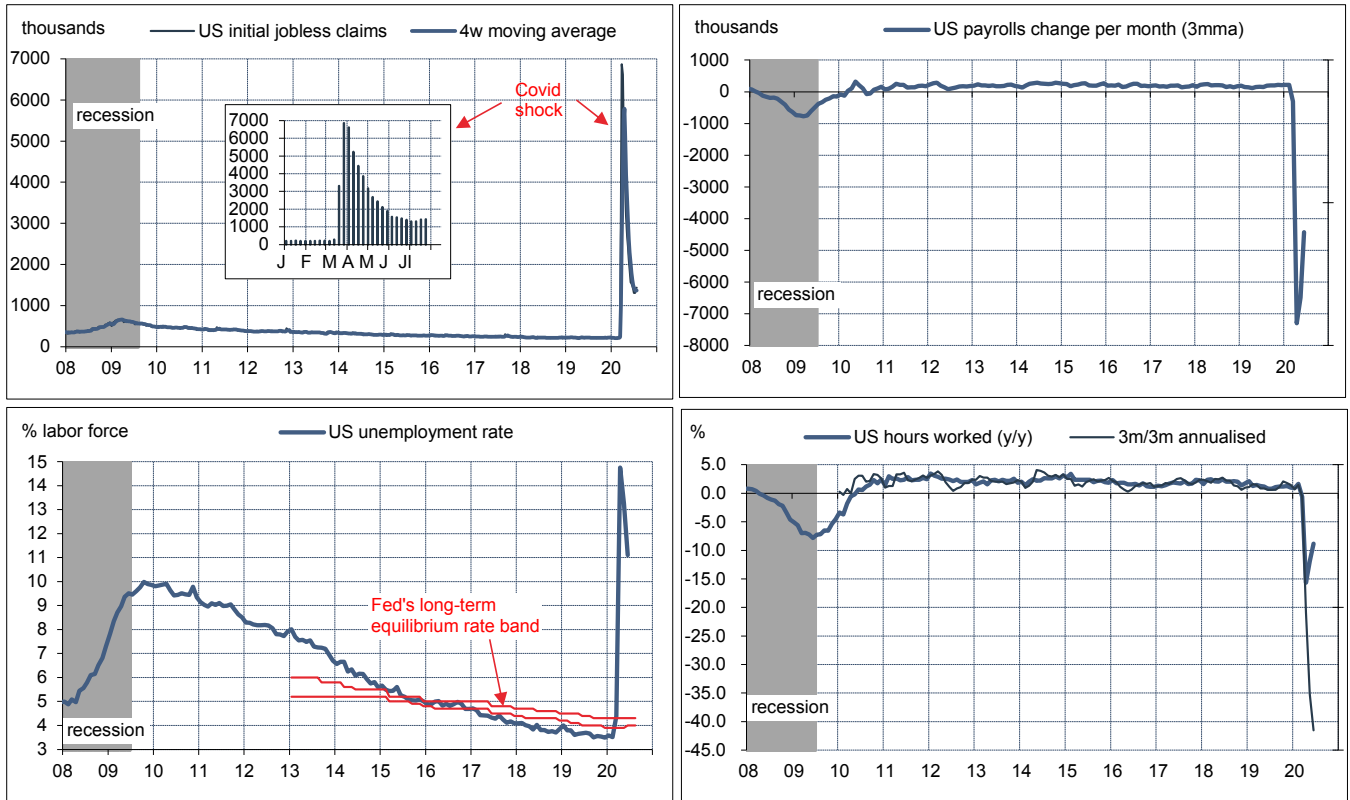 thousands
US initial jobless claims
4w moving average
7000
6000
5000
4000
3000
2000
1000
0
recession
Covid
shock
7000
6000
5000
4000
3000
2000
1000
0
J F M A M J Jl
08 09 10 11 12 13 14 15 16 17 18 19 20
thousands
US payrolls change per month (3mma)
1000
0
-1000
-2000
-3000
-4000
-5000
-6000
-7000
-8000
recession
08 09 10 11 12 13 14 15 16 17 18 19 20
% labor force
US unemployment rate
15
14
13
12
11
10
9
8
7
6
5
4
3
Fed's long-term
equilibrium rate band
recession
08 09 10 11 12 13 14 15 16 17 18 19 20
%
US hours worked (y/y)
3m/3m annualised
5.0
0.0
-5.0
-10.0
-15.0
-20.0
-25.0
-30.0
-35.0
-40.0
-45.0
recession
08 09 10 11 12 13 14 15 16 17 18 19 20